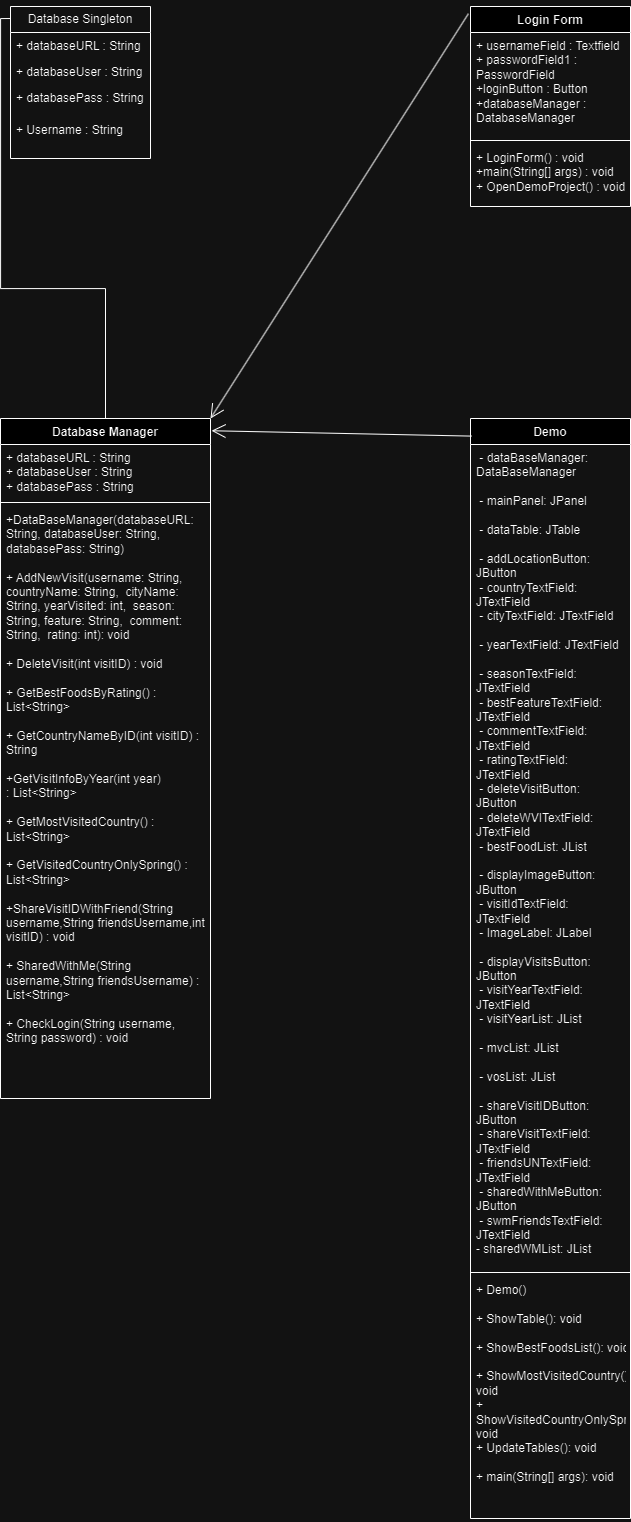 Database Singleton
+ databaseURL : String
+ databaseUser : String
+ databasePass : String
+ Username : String
Login Form
+ usernameField : Textfield
+ passwordField1 :
PasswordField
+loginButton : Button
+databaseManager :
DatabaseManager
+ LoginForm() : void
+main(String[] args) : void
+ OpenDemoProject() : void
Database Manager
+ databaseURL : String
+ databaseUser : String
+ databasePass : String
+DataBaseManager(databaseURL:
String, databaseUser: String,
databasePass: String)
+ AddNewVisit(username: String,
countryName: String,  cityName:
String, yearVisited: int,  season:
String, feature: String,  comment:
String,  rating: int): void
+ DeleteVisit(int visitID) : void
+ GetBestFoodsByRating() :
List<String>
+ GetCountryNameByID(int visitID) :
String
+GetVisitInfoByYear(int year)
: List<String>
+ GetMostVisitedCountry() :
List<String>
+ GetVisitedCountryOnlySpring() :
List<String>
+ShareVisitIDWithFriend(String
username,String friendsUsername,int
visitID) : void
+ SharedWithMe(String
username,String friendsUsername) :
List<String>
+ CheckLogin(String username,
String password) : void
Demo
- dataBaseManager:
DataBaseManager
- mainPanel: JPanel
- dataTable: JTable
- addLocationButton:
JButton
- countryTextField:
JTextField
- cityTextField: JTextField
- yearTextField: JTextField
- seasonTextField:
JTextField
- bestFeatureTextField:
JTextField
- commentTextField:
JTextField
- ratingTextField:
JTextField
- deleteVisitButton:
JButton
- deleteWVITextField:
JTextField
- bestFoodList: JList
- displayImageButton:
JButton
- visitIdTextField:
JTextField
- ImageLabel: JLabel
- displayVisitsButton:
JButton
- visitYearTextField:
JTextField
- visitYearList: JList
- mvcList: JList
- vosList: JList
- shareVisitIDButton:
JButton
- shareVisitTextField:
JTextField
- friendsUNTextField:
JTextField
- sharedWithMeButton:
JButton
- swmFriendsTextField:
JTextField
- sharedWMList: JList
+ Demo()
+ ShowTable(): void
+ ShowBestFoodsList(): void
+ ShowMostVisitedCountry()
void
+
ShowVisitedCountryOnlySpr
void
+ UpdateTables(): void
+ main(String[] args): void